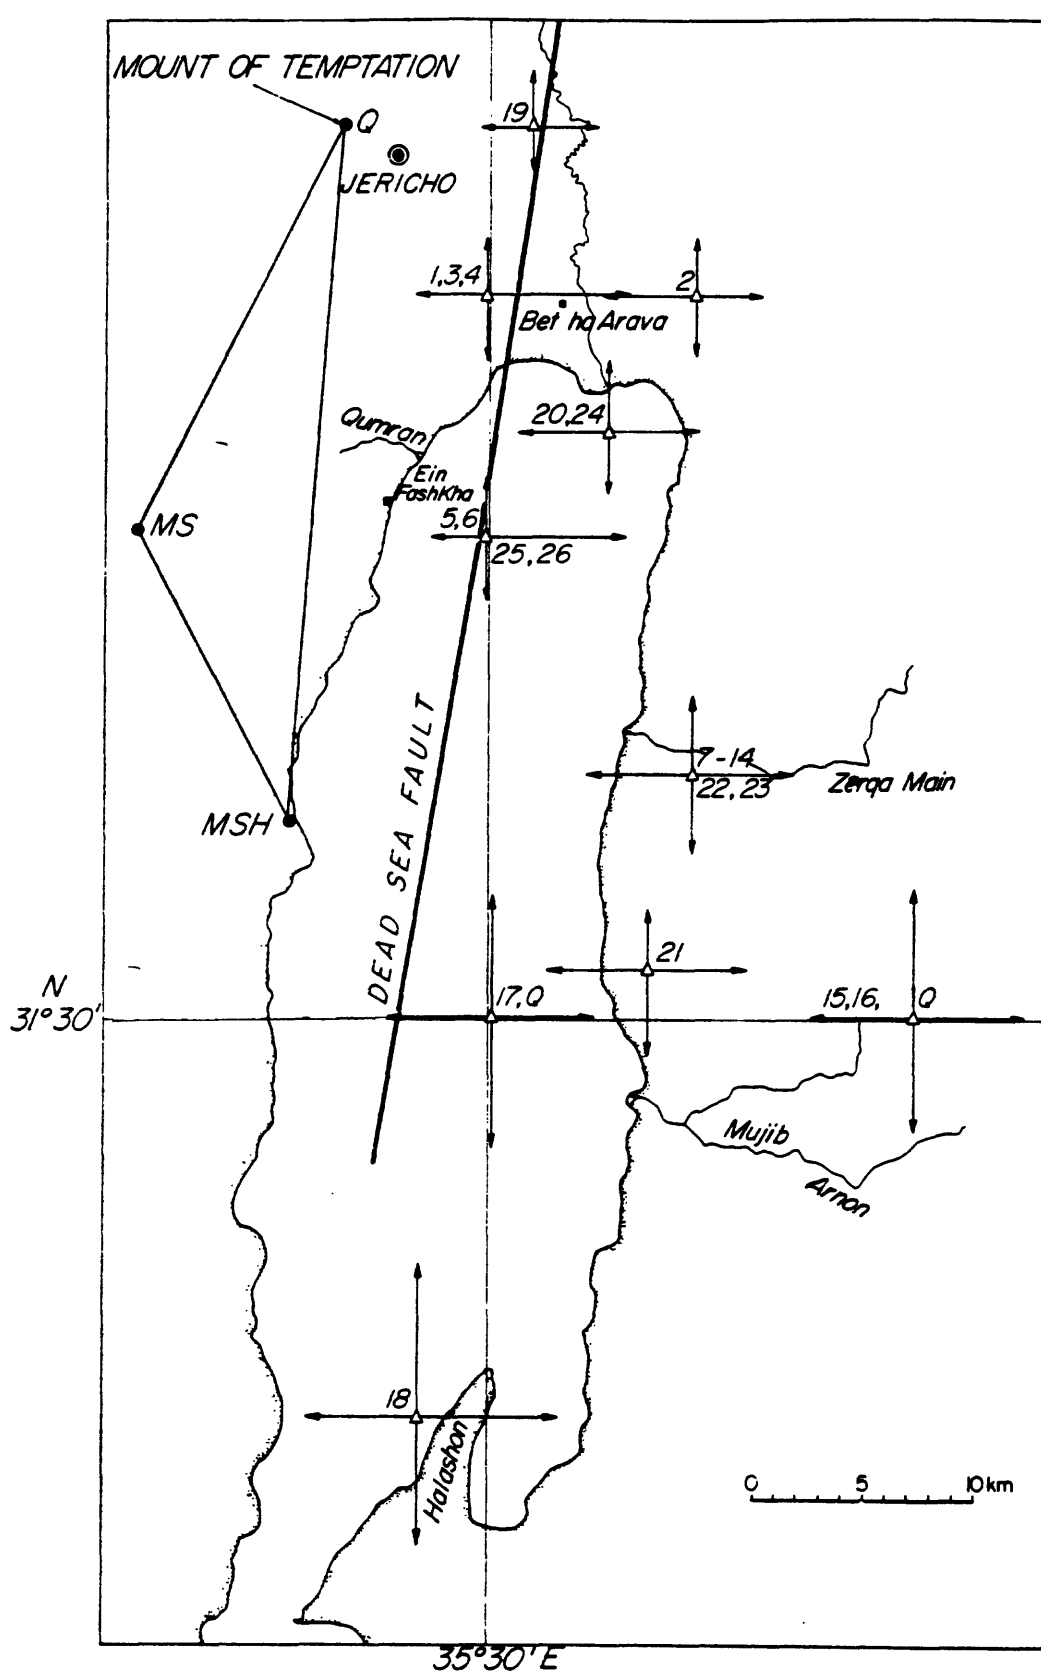 MOUNT OF TEMPTATION
Q
19
JERICHO
1,3,4
2
Bet ha Arava
Qumran
20,24
Ein
Fashkha
5,6
MS
25,26
DEAD SEA FAULT
7-14
22,23
Zerqa Main
MSH
21
N
31°30'
17,Q
15,16, Q
Mujib
Arnon
18
Halashon
0 5 10km
35°30'E